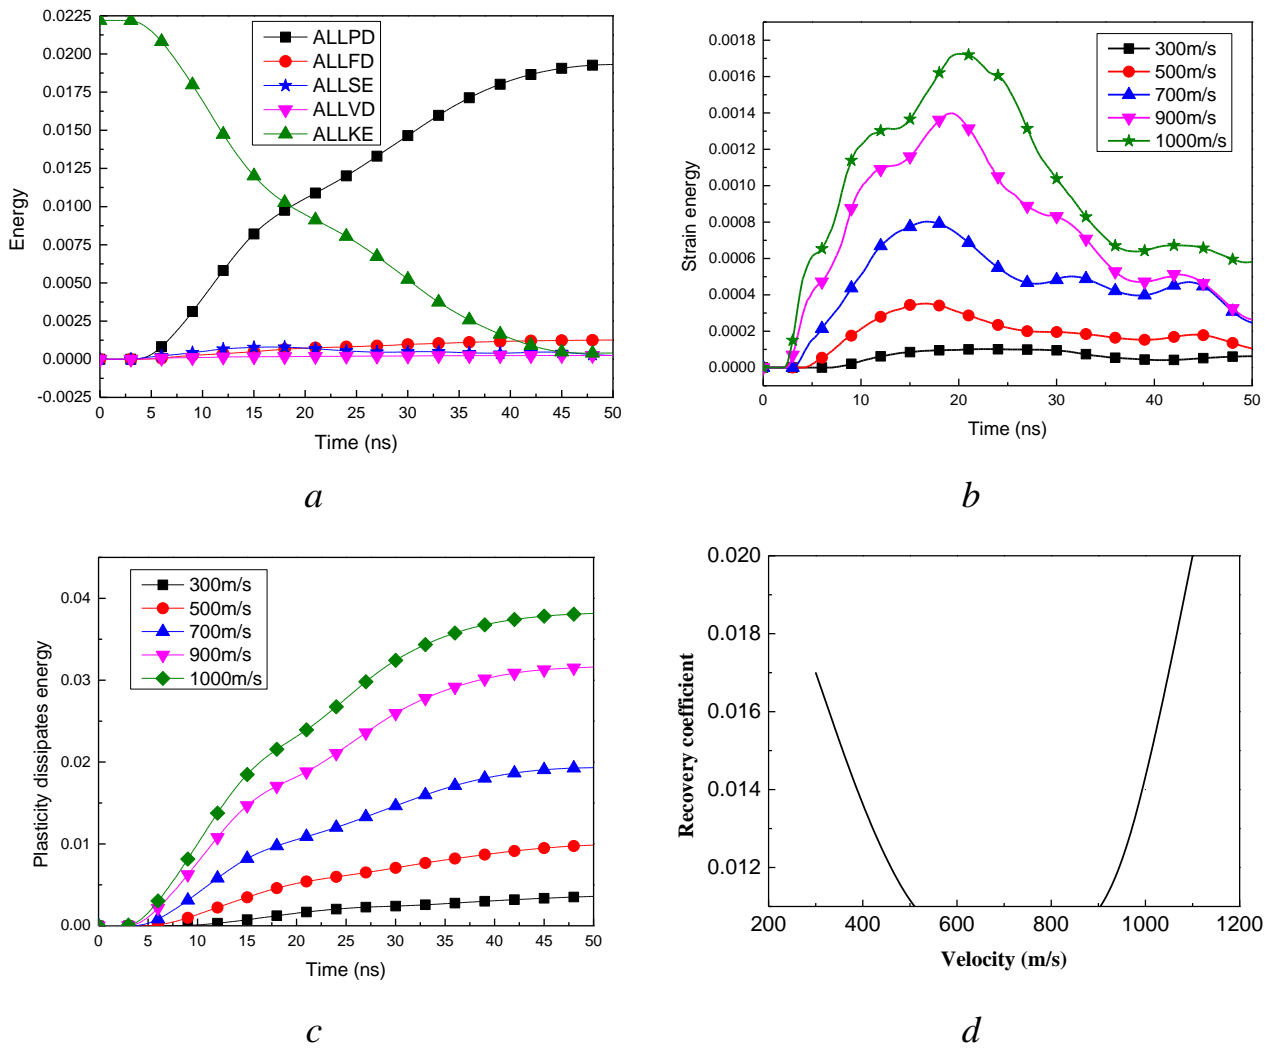 0.0225
0.0200
0.0175
0.0150
0.0125
0.0100
0.0075
0.0050
0.0025
0.0000
-0.0025
Energy
ALLPD
ALLFD
ALLSE
ALLVD
ALLKE
0 5 10 15 20 25 30 35 40 45 50
Time (ns)
a
0.0018
0.0016
0.0014
0.0012
0.0010
0.0008
0.0006
0.0004
0.0002
0.0000
Strain energy
300m/s
500m/s
700m/s
900m/s
1000m/s
0 10 20 30 40 50
Time (ns)
b
0.04
0.03
0.02
0.01
0.00
Plasticity dissipates energy
300m/s
500m/s
700m/s
900m/s
1000m/s
0 5 10 15 20 25 30 35 40 45 50
Time (ns)
c
0.020
0.018
0.016
0.014
0.012
Recovery coefficient
200 400 600 800 1000 1200
Velocity (m/s)
d